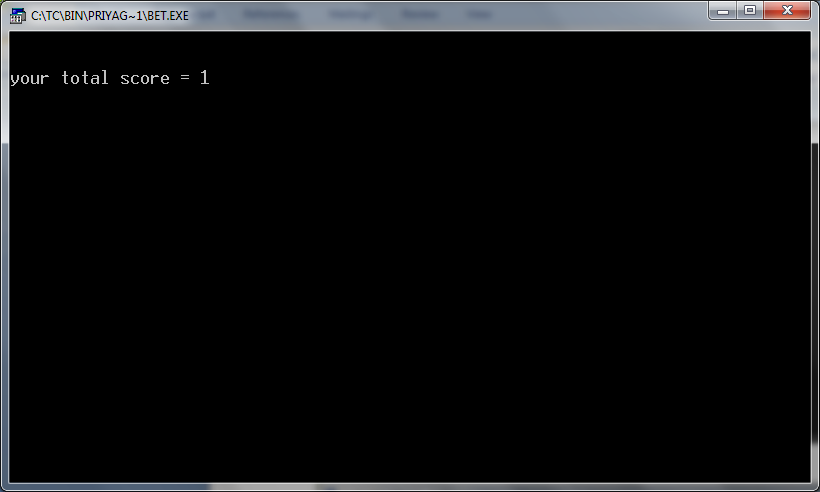 C:\TC\BIN\PRIYAG~1\BET.EXE
your total score = 1